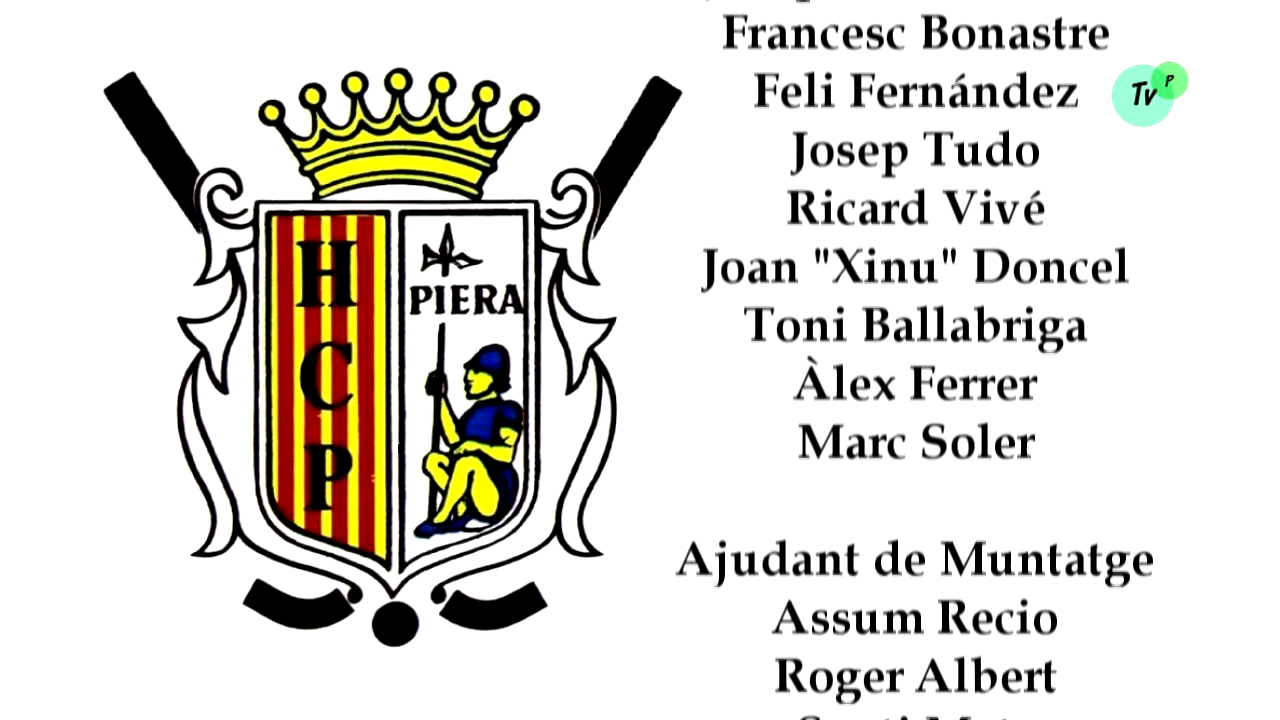 Francesc Bonastre
Feli Fernández
Josep Tudo
Ricard Vivé
Joan "Xinu" Doncel
Toni Ballabriga
Àlex Ferrer
Marc Soler
Ajudant de Muntatge
Assum Recio
Roger Albert
Tv P
H
C
P
PIERA